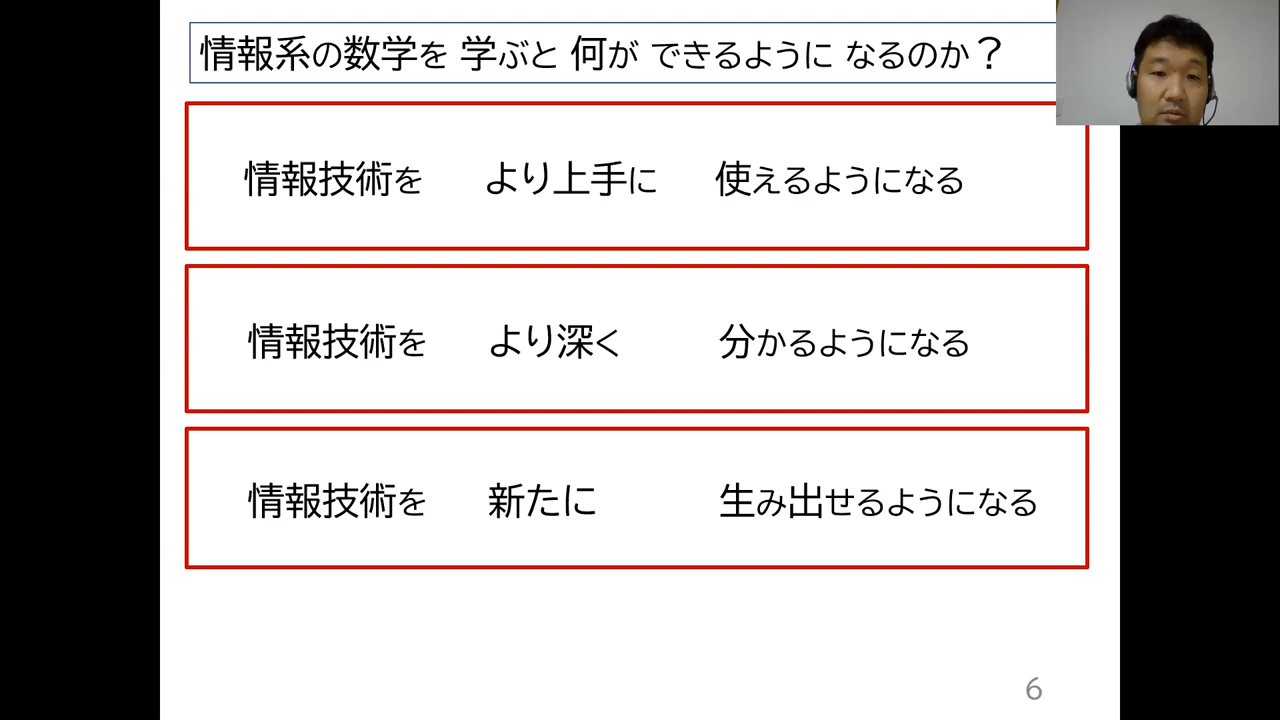 情報系の数学を 学ぶと 何が できるように なるのか?
情報技術を より上手に 使えるようになる
情報技術を より深く 分かるようになる
情報技術を 新たに 生み出せるようになる
6